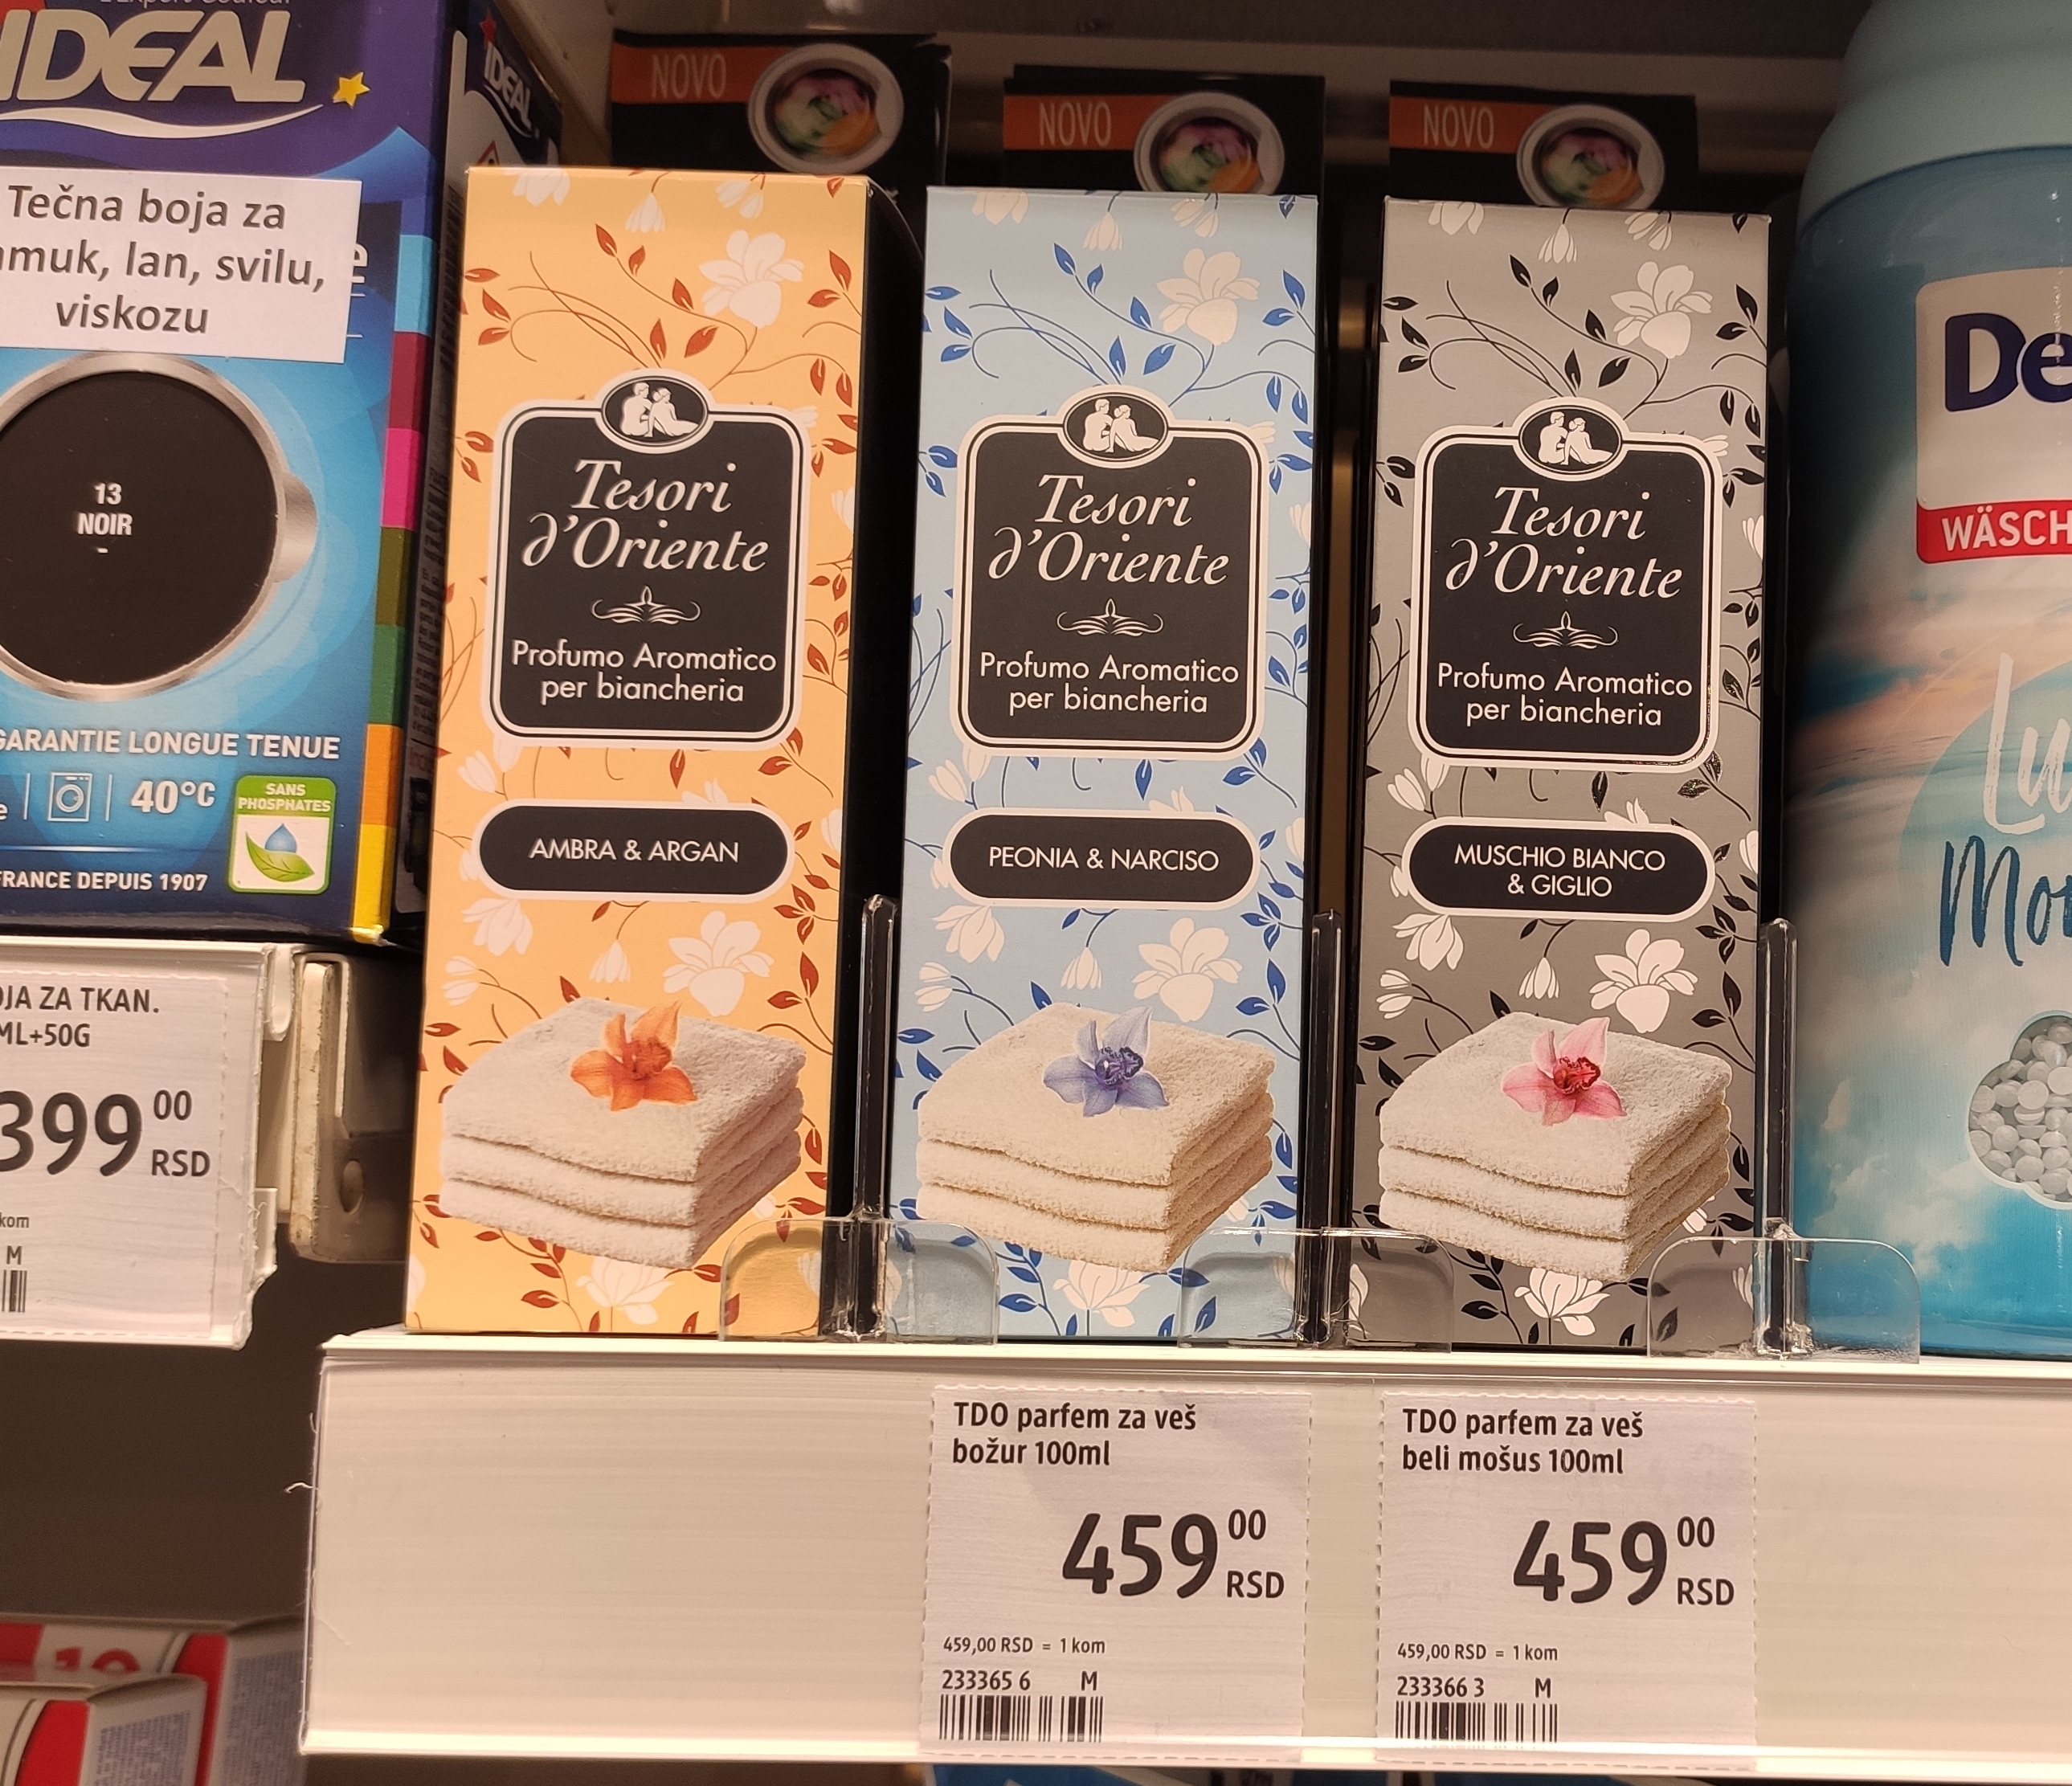 IDEAL
IDEAL
Tečna boja za
lan, svilu,
viskozu
13
NOIR
GARANTIE LONGUE TENUE
40°C
SANS
PHOSPHATES
FRANCE DEPUIS 1907
ZA TKAN.
ML+50G
399 00
RSD
kom
M
NOVO
NOVO
NOVO
Tesori
d'Oriente
Profumo Aromatico
per biancheria
AMBRA & ARGAN
Tesori
d'Oriente
Profumo Aromatico
per biancheria
PEONIA & NARCISO
Tesori
d'Oriente
Profumo Aromatico
per biancheria
MUSCHIO BIANCO
& GIGLIO
De
WÄSCH
Lu
Mo
TDO parfem za veš
božur 100ml
459 00
RSD
459,00 RSD = 1 kom
233365 6 M
TDO parfem za veš
beli mošus 100ml
459 00
RSD
459,00 RSD = 1 kom
233366 3 M
10